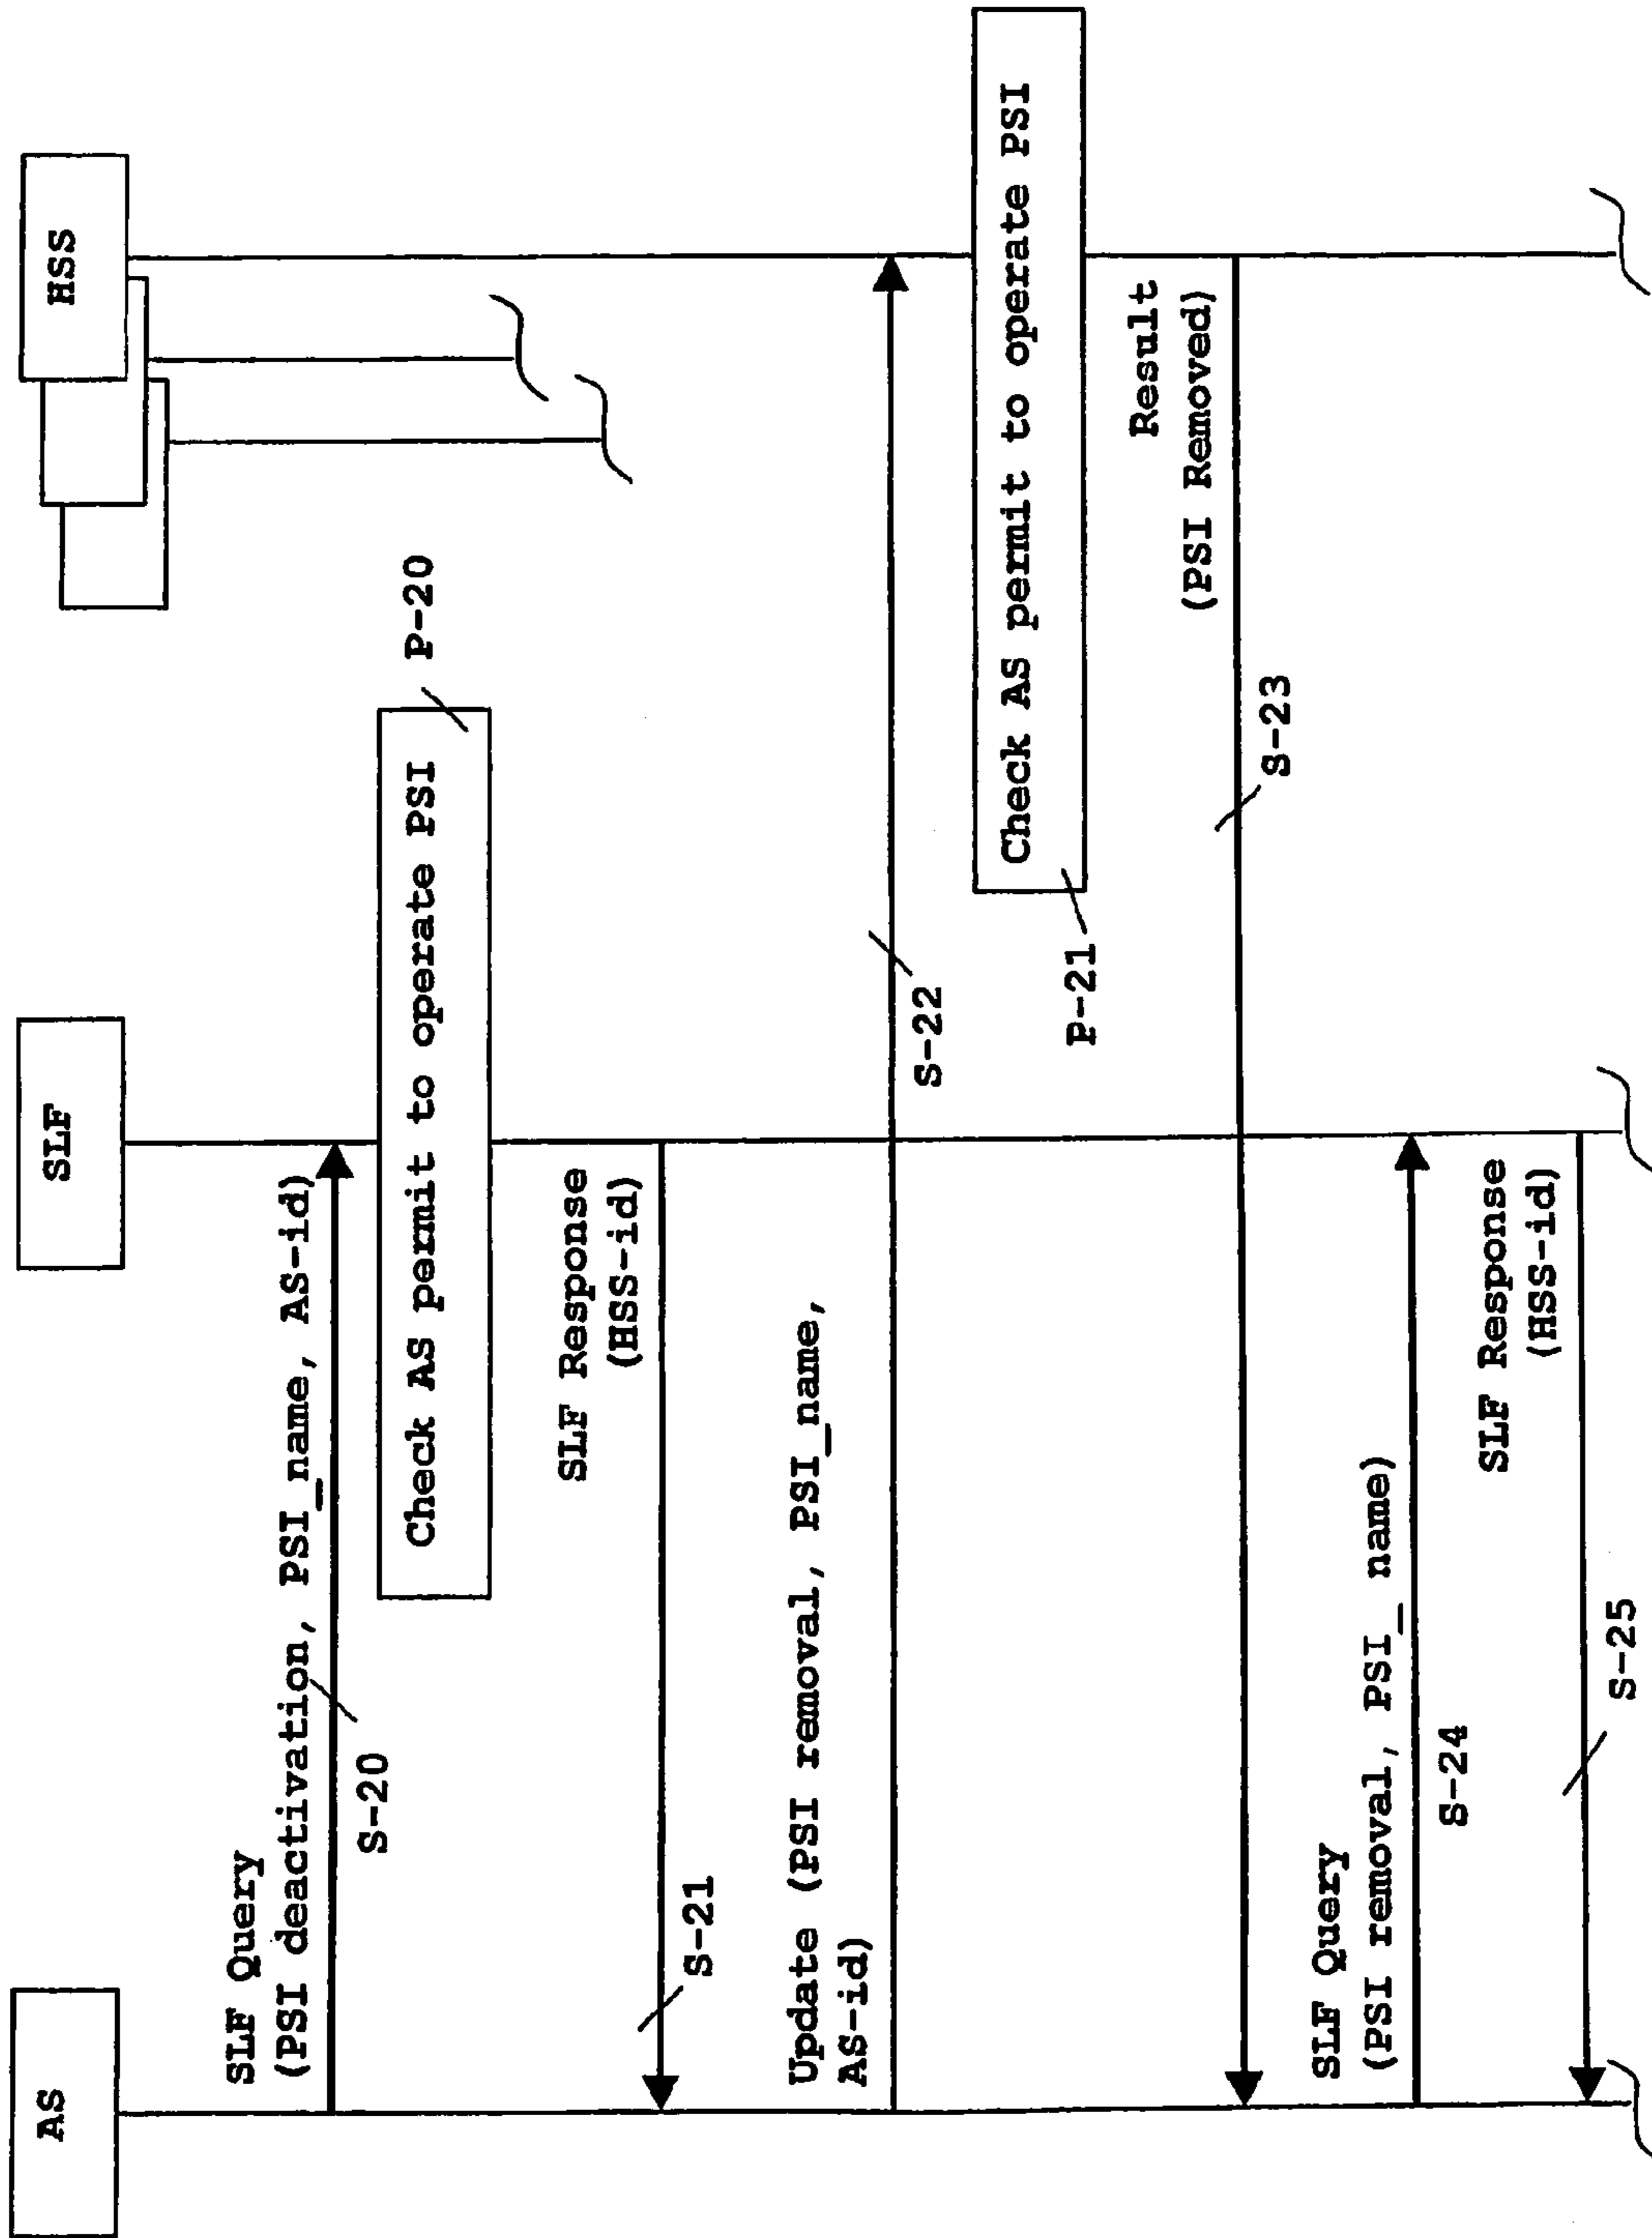 AS
SLF
HSS
SLF Query
(PSI deactivation, PSI_name, AS-id)
S-20
Check AS permit to operate PSI
P-20
SLF Response
(HSS-id)
S-21
Update (PSI removal, PSI_name,
AS-id)
S-22
Check AS permit to operate PSI
P-21
Result
(PSI Removed)
S-23
SLF Query
(PSI removal, PSI_ name)
S-24
SLF Response
(HSS-id)
S-25